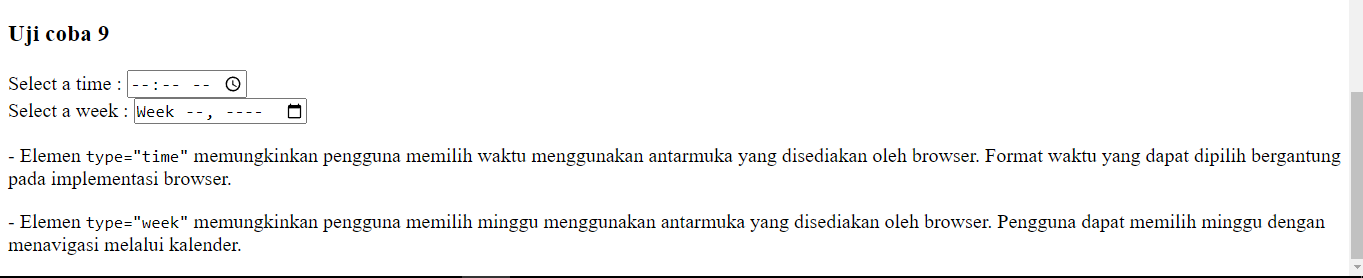 Uji coba 9
Select a time : --:-- --
Select a week : Week --, ----
- Elemen type="time" memungkinkan pengguna memilih waktu menggunakan antarmuka yang disediakan oleh browser. Format waktu yang dapat dipilih bergantung
pada implementasi browser.
- Elemen type="week" memungkinkan pengguna memilih minggu menggunakan antarmuka yang disediakan oleh browser. Pengguna dapat memilih minggu dengan
menavigasi melalui kalender.